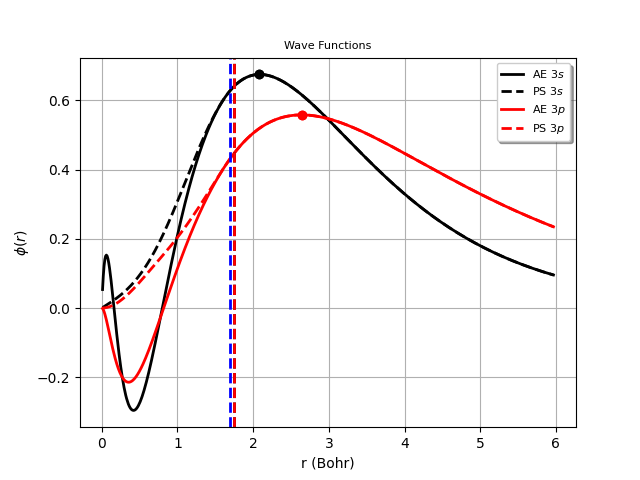 Wave Functions
AE 3s
PS 3s
AE 3p
PS 3p
ϕ(r)
0.6
0.4
0.2
0.0
−0.2
0 1 2 3 4 5 6
r (Bohr)